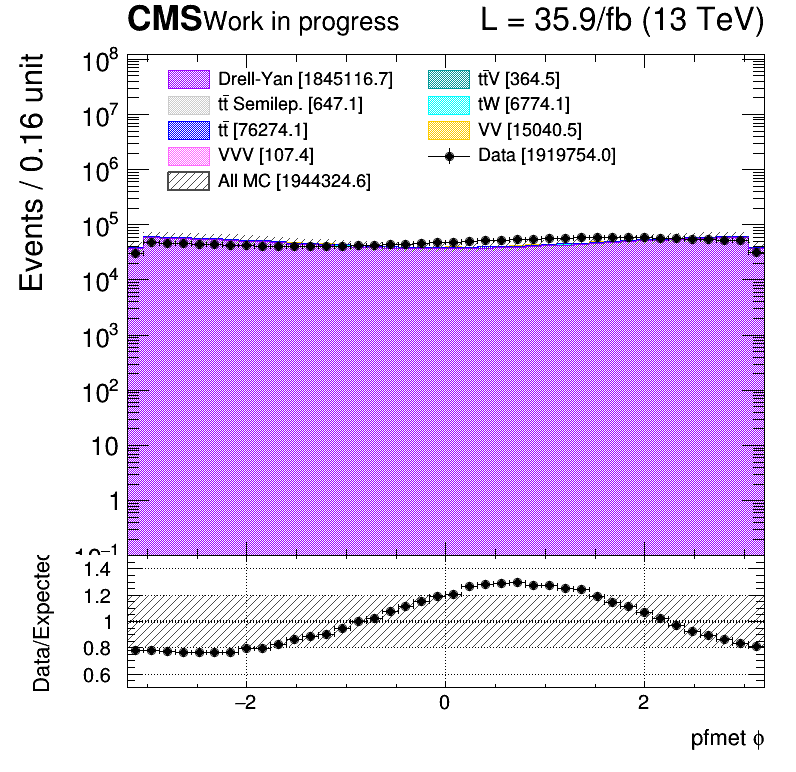 CMS Work in progress L = 35.9/fb (13 TeV)
Events / 0.16 unit
10⁸
10⁷
10⁶
10⁵
10⁴
10³
10²
10
1
10⁻¹
Drell-Yan [1845116.7]
tt̄ Semilep. [647.1]
tt̄ [76274.1]
VVV [107.4]
All MC [1944324.6]
tt̄V [364.5]
tW [6774.1]
VV [15040.5]
Data [1919754.0]
Data/Expected
1.4
1.2
1
0.8
0.6
−2 0 2
pfmet ϕ